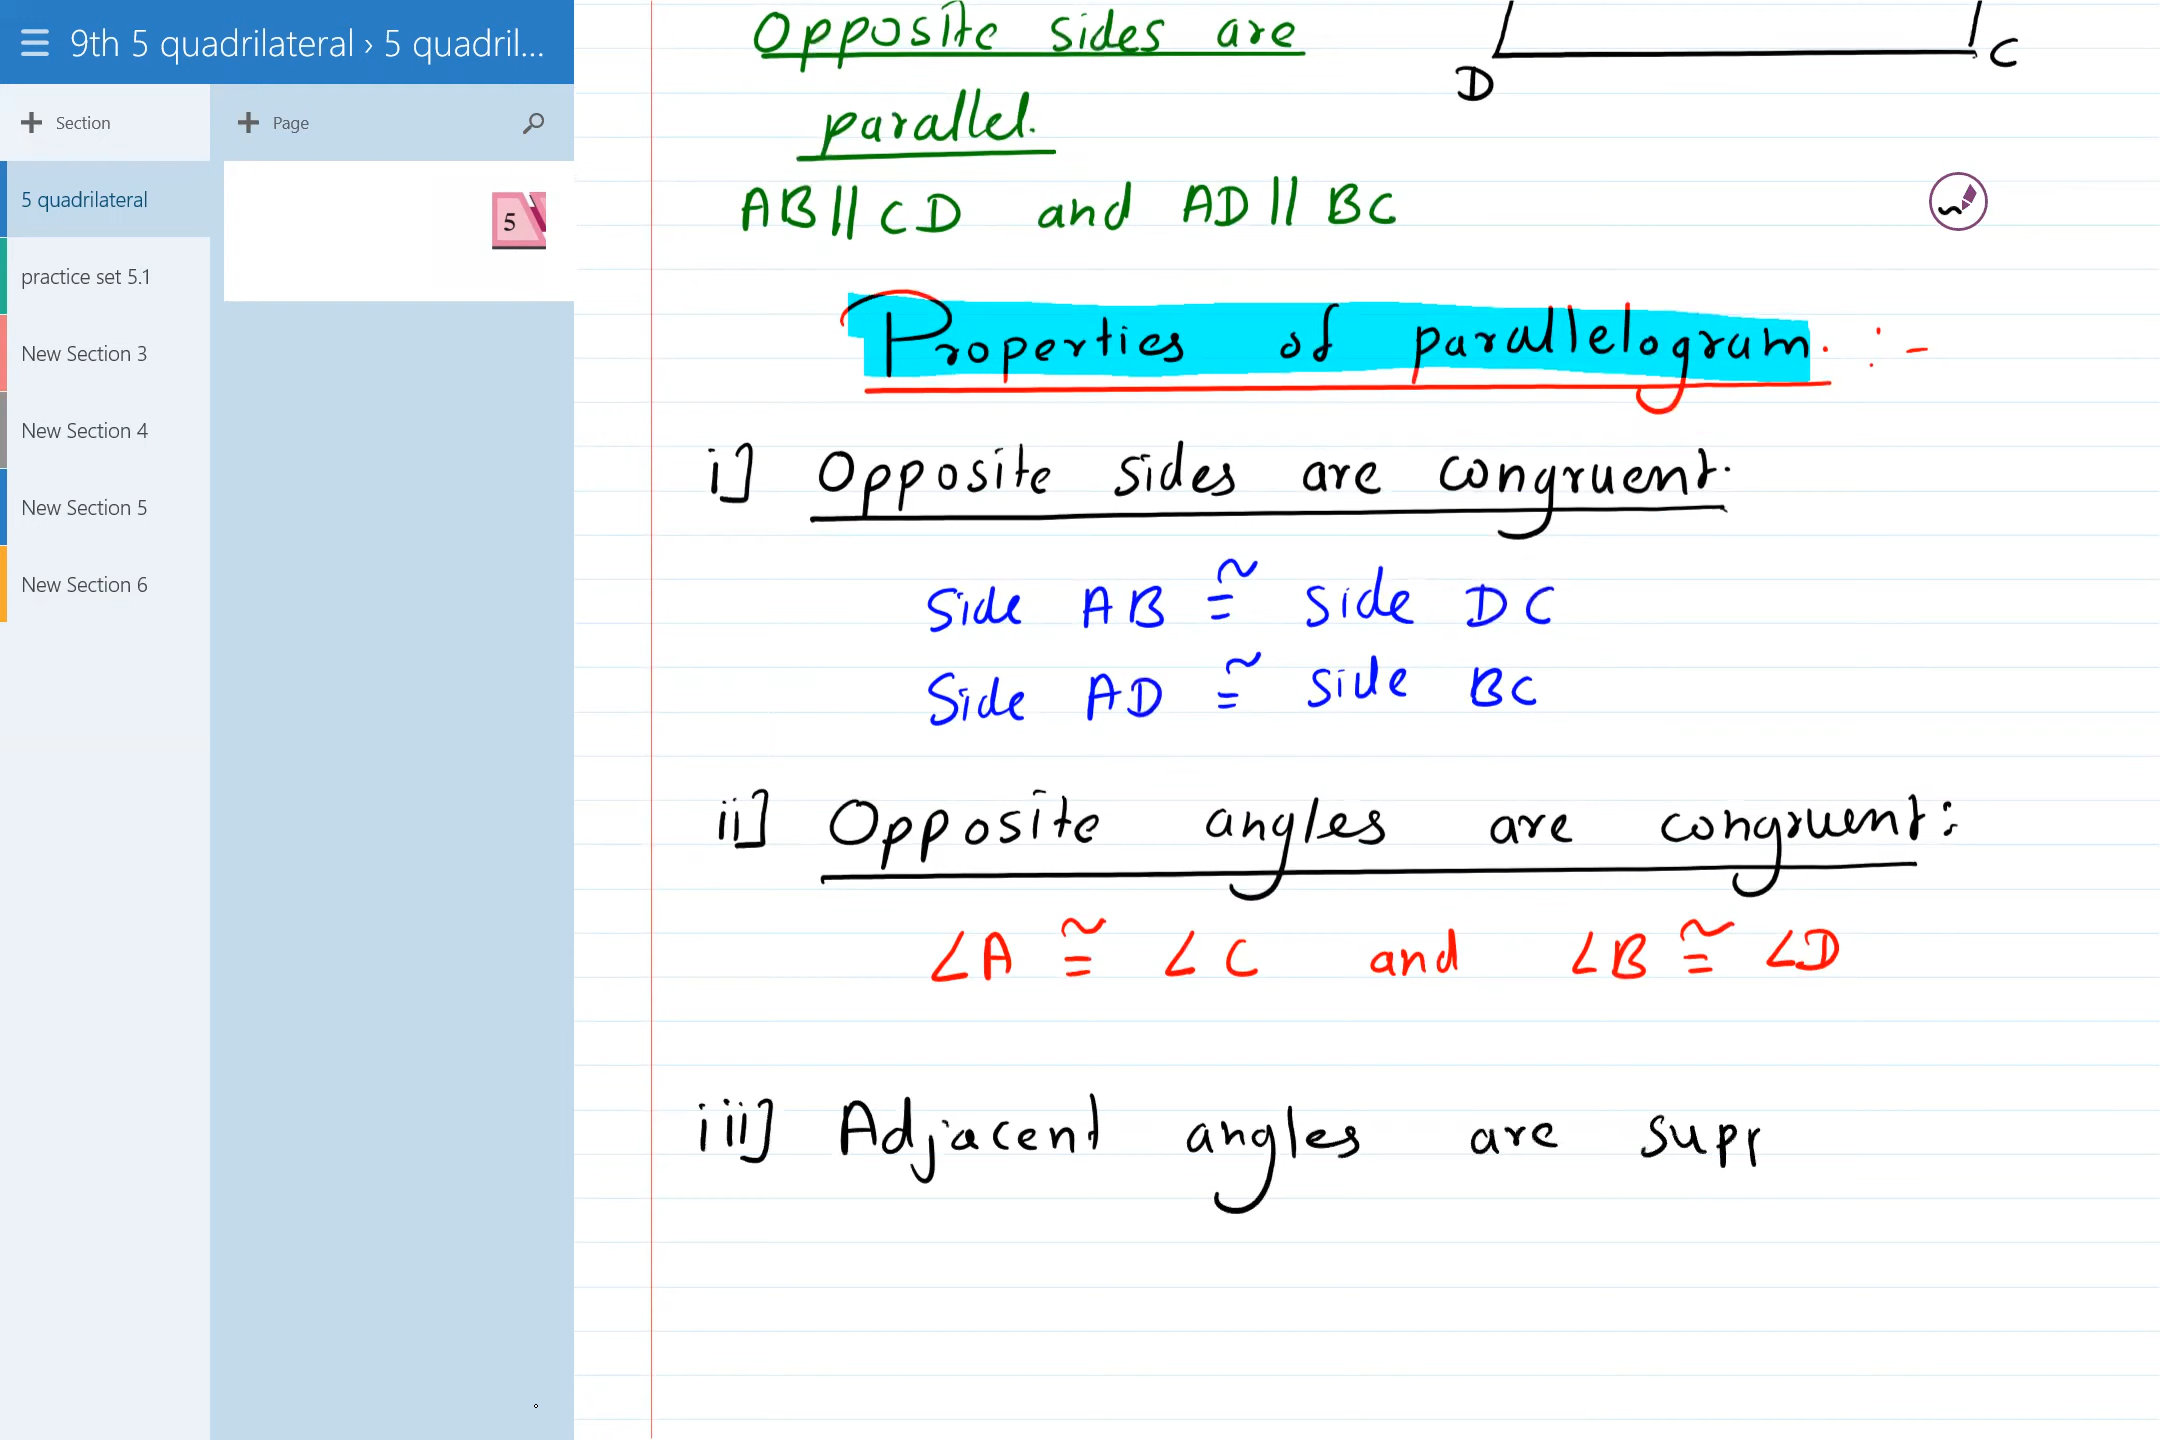 9th 5 quadrilateral › 5 quadril...
Section
Page
5 quadrilateral
practice set 5.1
New Section 3
New Section 4
New Section 5
New Section 6
5
Opposite sides are
parallel.
D
C
AB || CD and AD || BC
Properties of parallelogram. :-
i] Opposite sides are congruent.
Side AB ≅ side DC
Side AD ≅ side BC
ii] Opposite angles are congruent:
∠A ≅ ∠C and ∠B ≅ ∠D
iii] Adjacent angles are supp